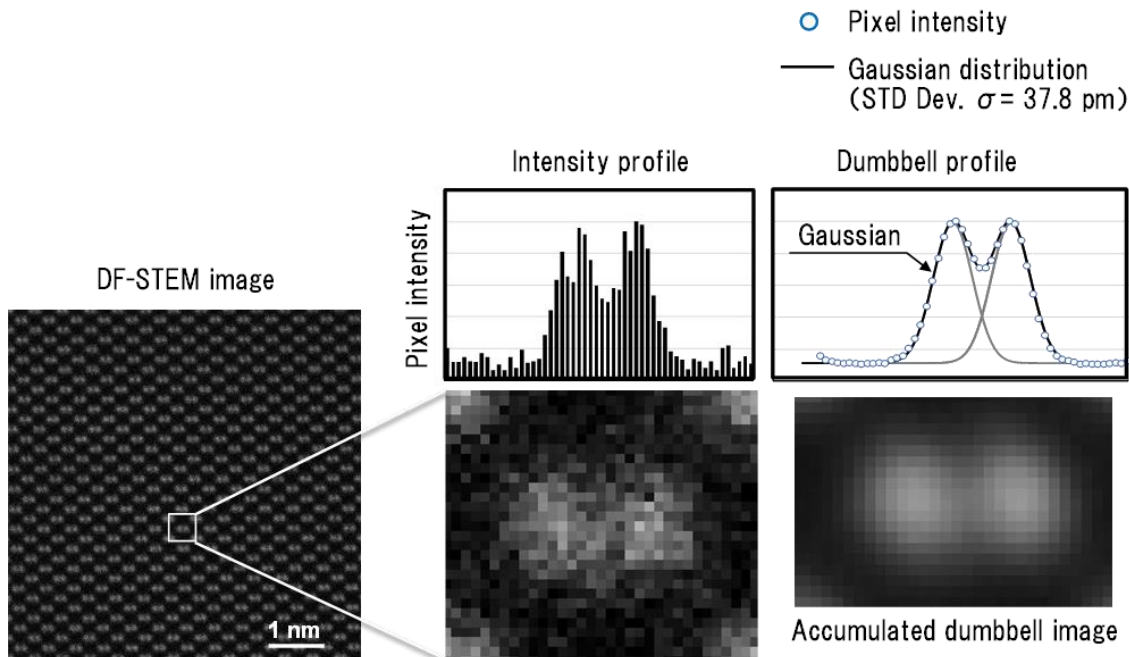 Pixel intensity
Gaussian distribution
(STD Dev. σ= 37.8 pm)
Intensity profile
Dumbbell profile
Pixel intensity
Gaussian
DF-STEM image
1 nm
Accumulated dumbbell image